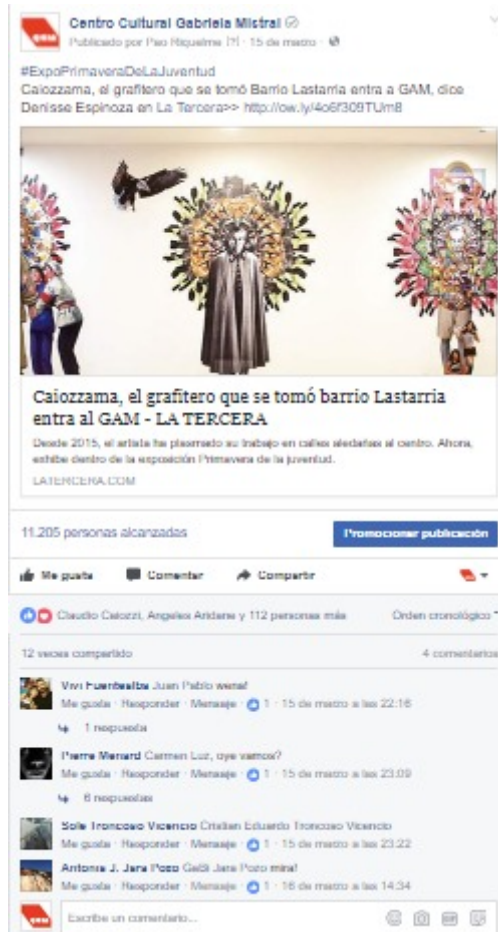 Centro Cultural Gabriela Mistral
Publicado por Pao Riquelme [?] · 15 de marzo ·
#ExpoPrimaveraDeLaJuventud
Caiozzama, el grafitero que se tomó Barrio Lastarria entra a GAM, dice
Denisse Espinoza en La Tercera>> http://ow.ly/4o6f309TUm8
Caiozzama, el grafitero que se tomó barrio Lastarria
entra al GAM - LA TERCERA
Desde 2015, el artista ha plasmado su trabajo en calles aledañas al centro. Ahora,
exhibe dentro de la exposición Primavera de la juventud.
LATERCERA.COM
11.205 personas alcanzadas
Promocionar publicación
Me gusta Comentar Compartir
Claudio Caiozzi, Angeles Andane y 112 personas más Orden cronológico
12 veces compartido 4 comentarios
Vivi Fuentealba Juan Pablo wena!
Me gusta · Responder · Mensaje · 1 · 15 de marzo a las 22:16
1 respuesta
Pierre Menard Carmen Luz, oye vamos?
Me gusta · Responder · Mensaje · 1 · 15 de marzo a las 23:09
6 respuestas
Sole Troncoso Vicencio Cristian Eduardo Troncoso Vicencio
Me gusta · Responder · Mensaje · 1 · 15 de marzo a las 23:22
Antonia J. Jara Pozo GaBi Jara Pozo mira!
Me gusta · Responder · Mensaje · 1 · 16 de marzo a las 14:34
Escribe un comentario...